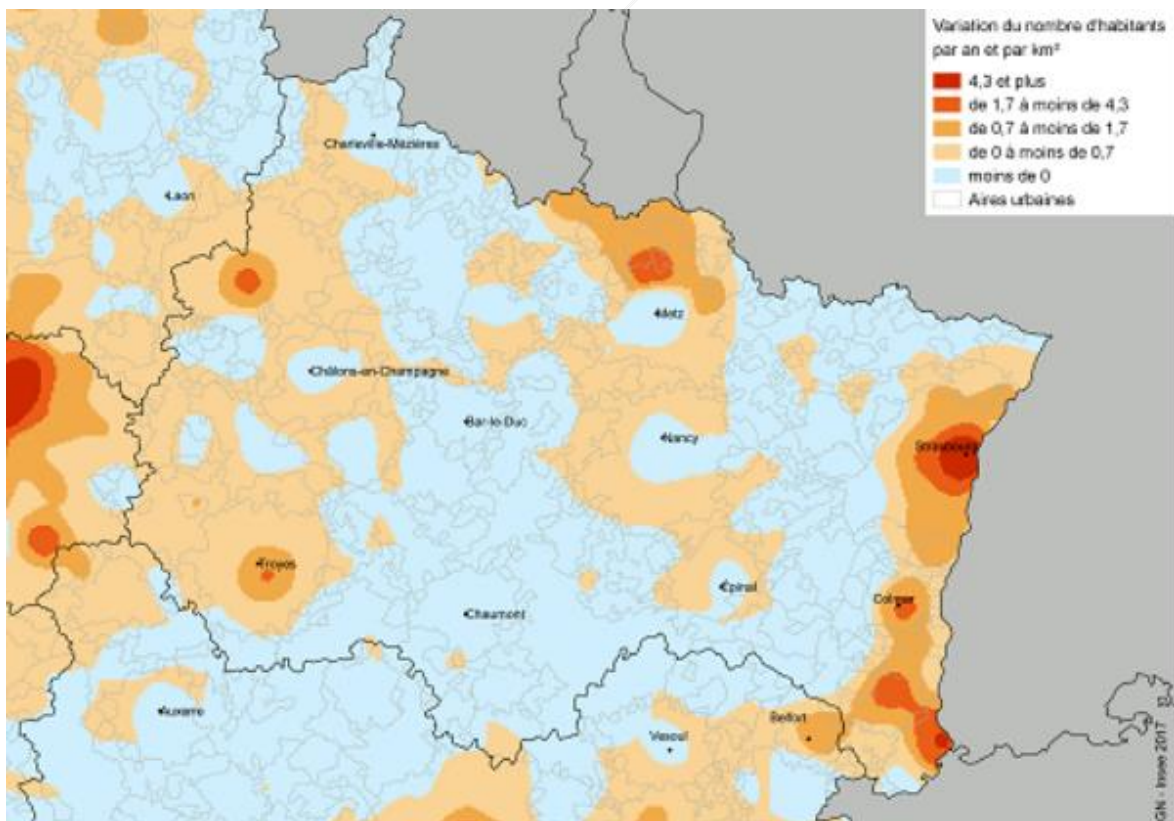 Variation du nombre d'habitants
par an et par km²
4,3 et plus
de 1,7 à moins de 4,3
de 0,7 à moins de 1,7
de 0 à moins de 0,7
moins de 0
Aires urbaines
Charleville-Mézières
Laon
Metz
Châlons-en-Champagne
Bar-le-Duc
Nancy
Strasbourg
Troyes
Épinal
Colmar
Chaumont
Auxerre
Belfort
Vesoul
GN - Insee 2017